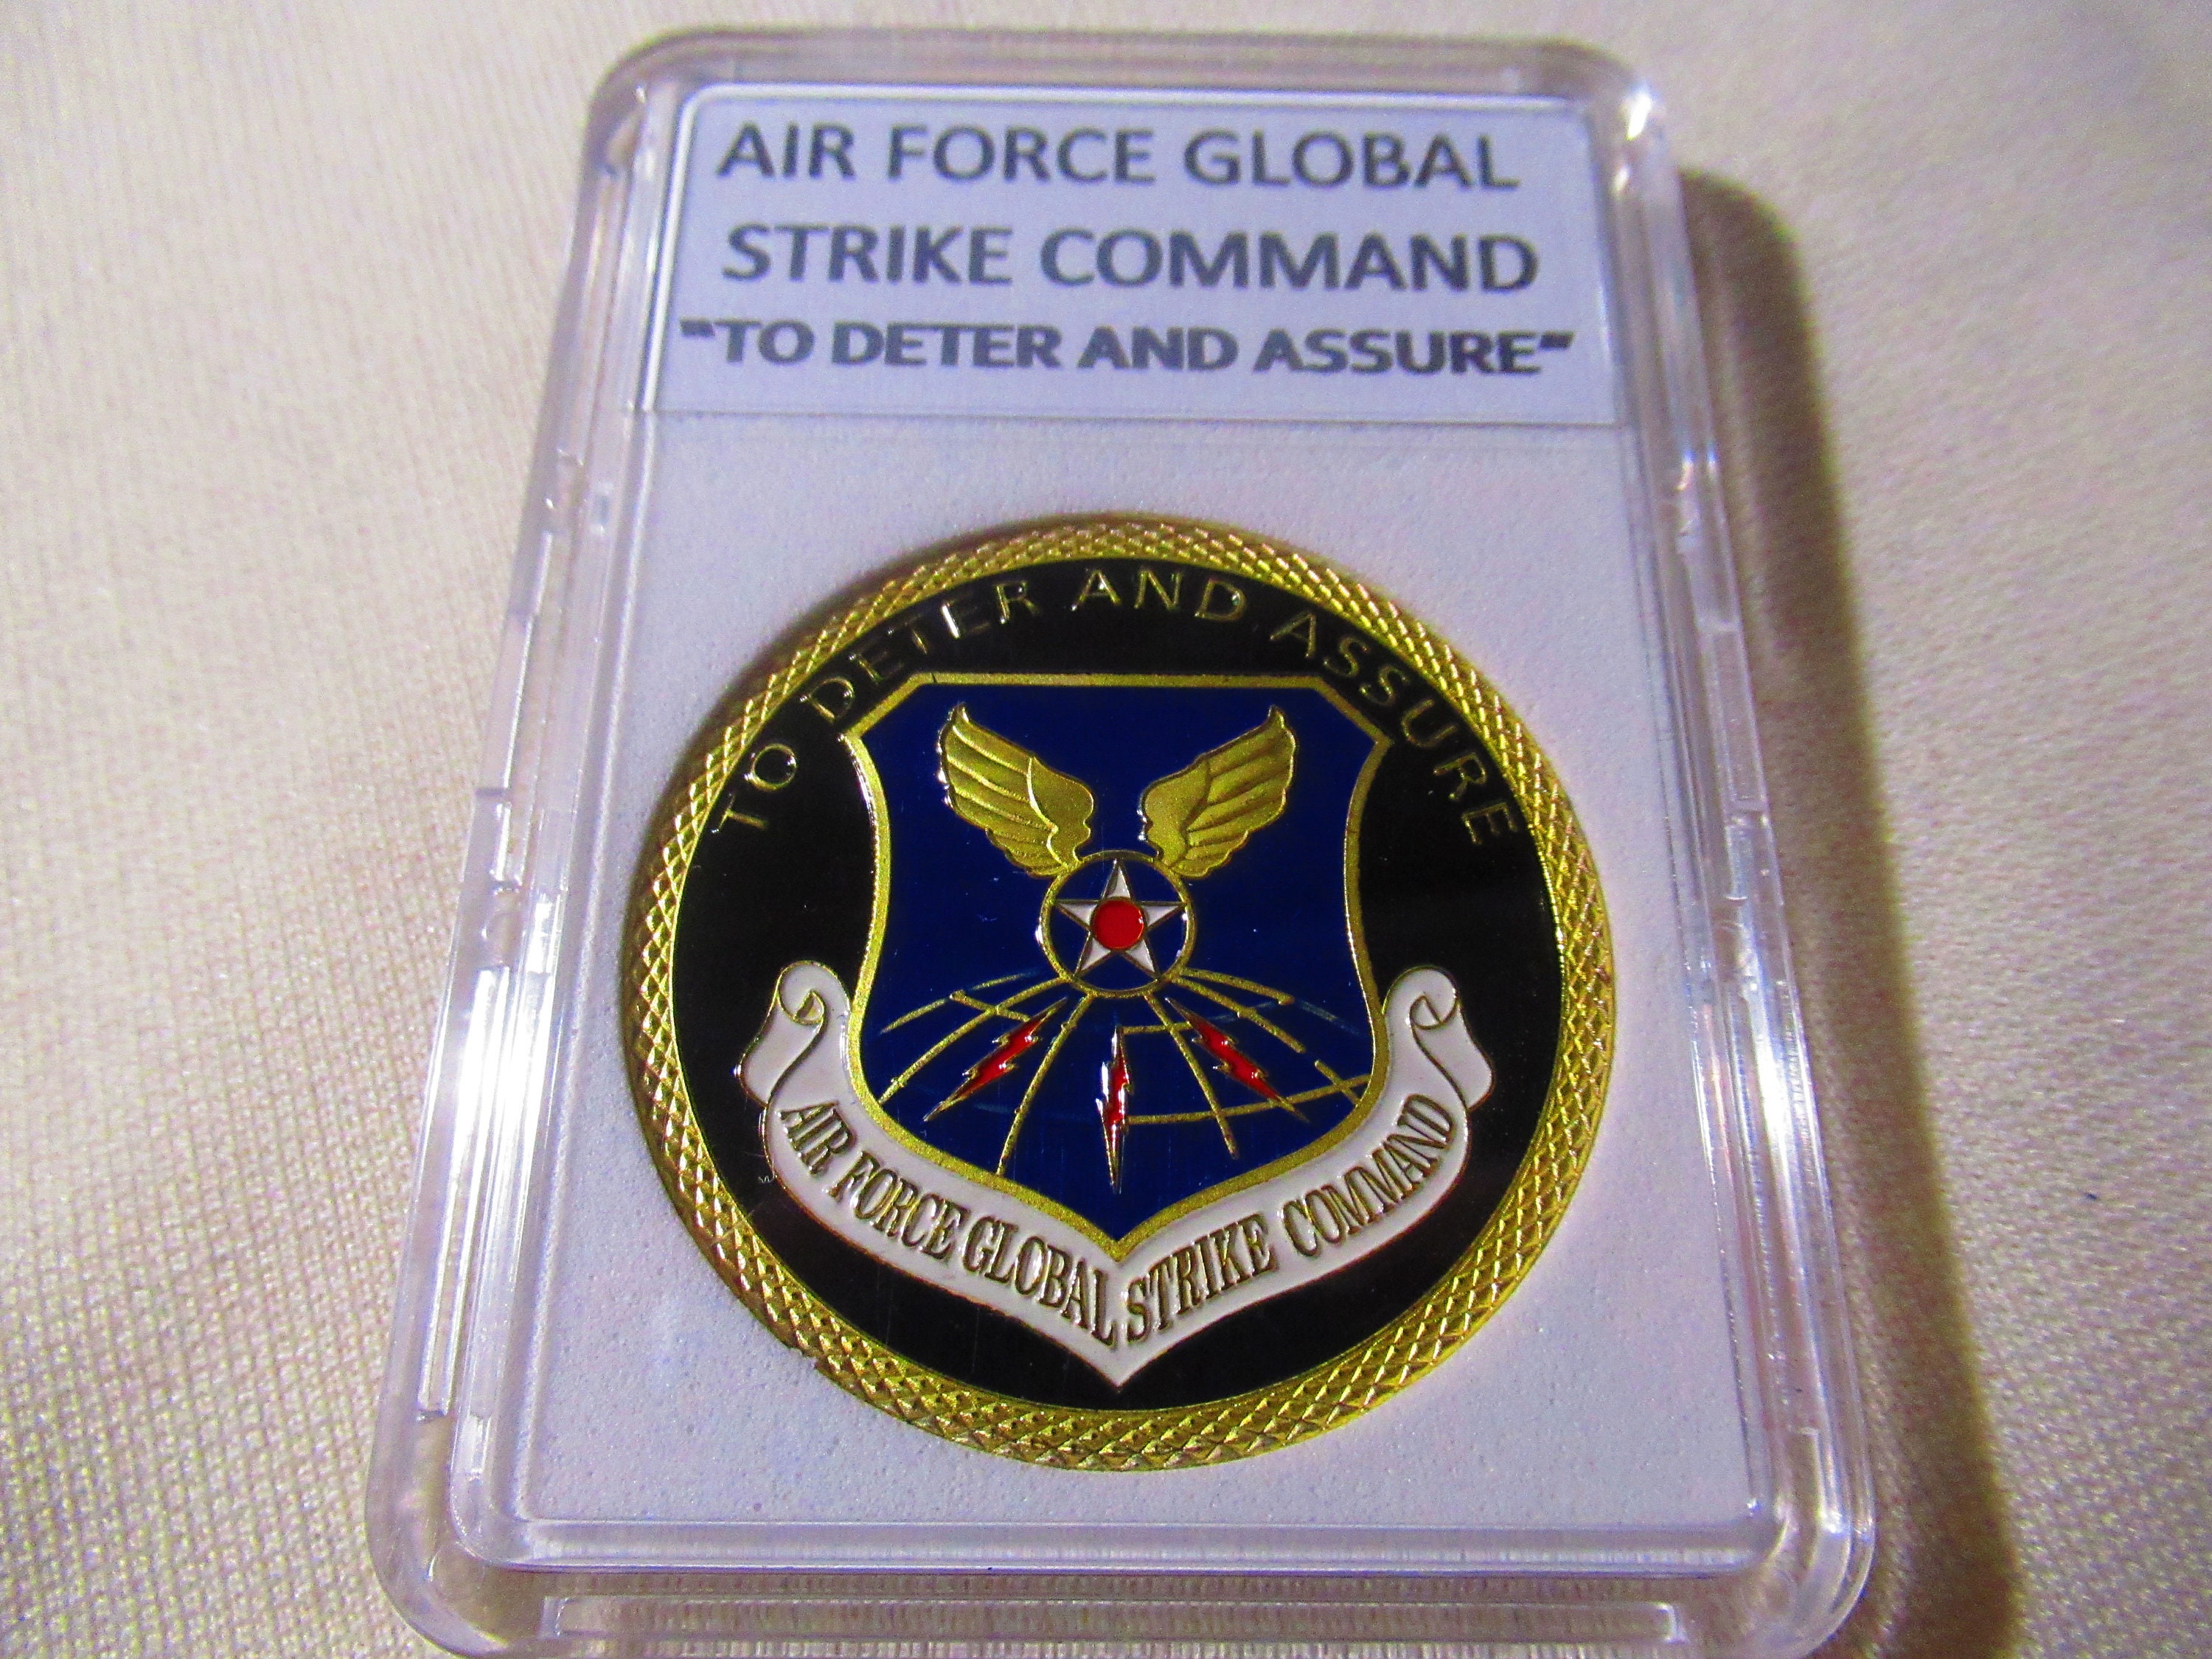 AIR FORCE GLOBAL
STRIKE COMMAND
"TO DETER AND ASSURE"
TO DETER AND ASSURE
AIR FORCE GLOBAL STRIKE COMMAND